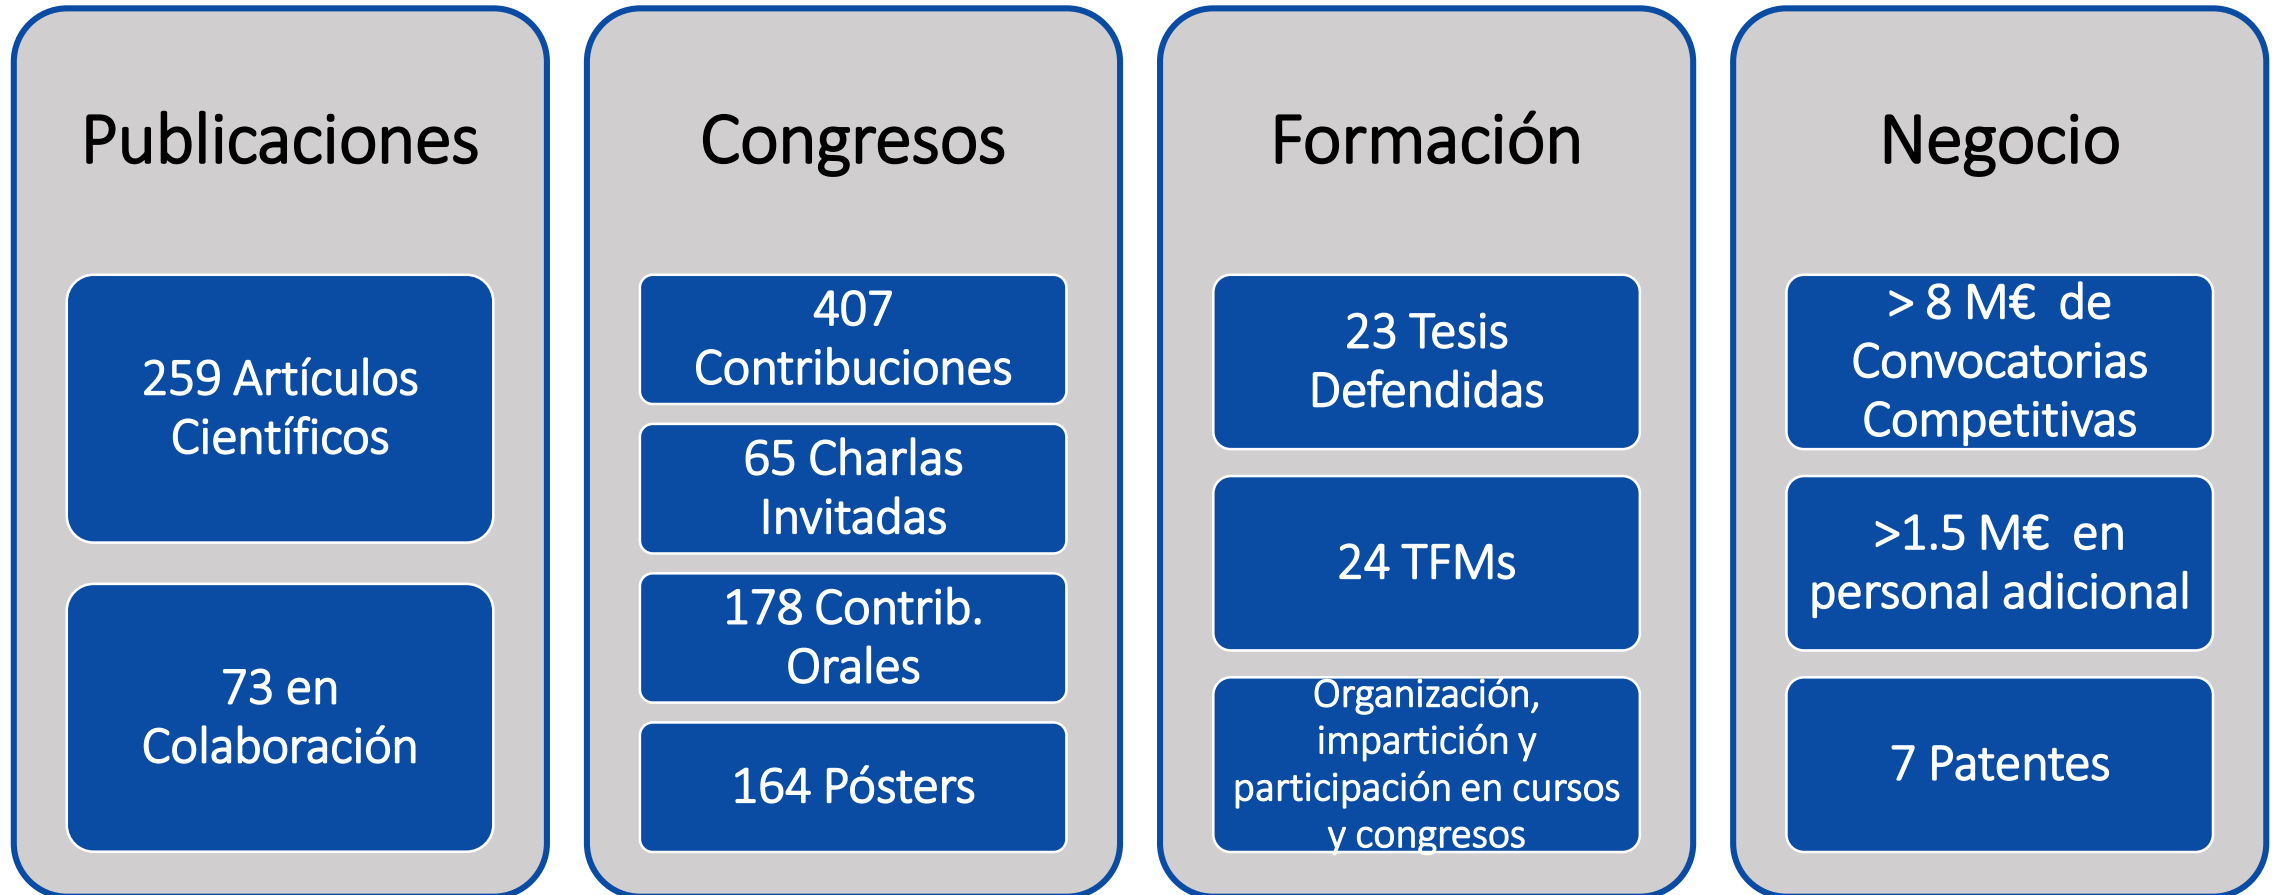 Publicaciones
259 Artículos
Científicos
73 en
Colaboración
Congresos
407
Contribuciones
65 Charlas
Invitadas
178 Contrib.
Orales
164 Pósters
Formación
23 Tesis
Defendidas
24 TFMs
Organización,
impartición y
participación en cursos
y congresos
Negocio
> 8 M€  de
Convocatorias
Competitivas
>1.5 M€  en
personal adicional
7 Patentes